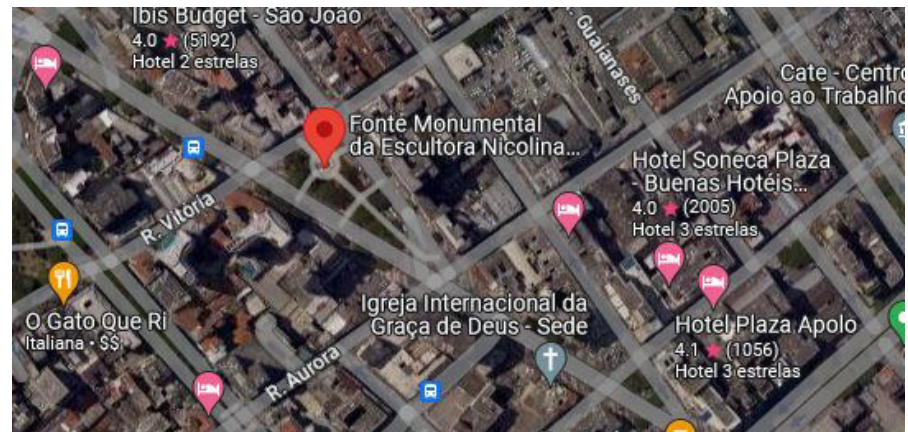 Ibis Budget - São João
4.0 ★ (5192)
Hotel 2 estrelas
R. Guaianases
Cate - Centro
Apoio ao Trabalho
Fonte Monumental
da Escultora Nicolina...
Hotel Soneca Plaza
- Buenas Hotéis...
4.0 ★ (2005)
Hotel 3 estrelas
R. Vitória
O Gato Que Ri
Italiana • $$
Igreja Internacional da
Graça de Deus - Sede
Hotel Plaza Apolo
4.1 ★ (1056)
Hotel 3 estrelas
R. Aurora